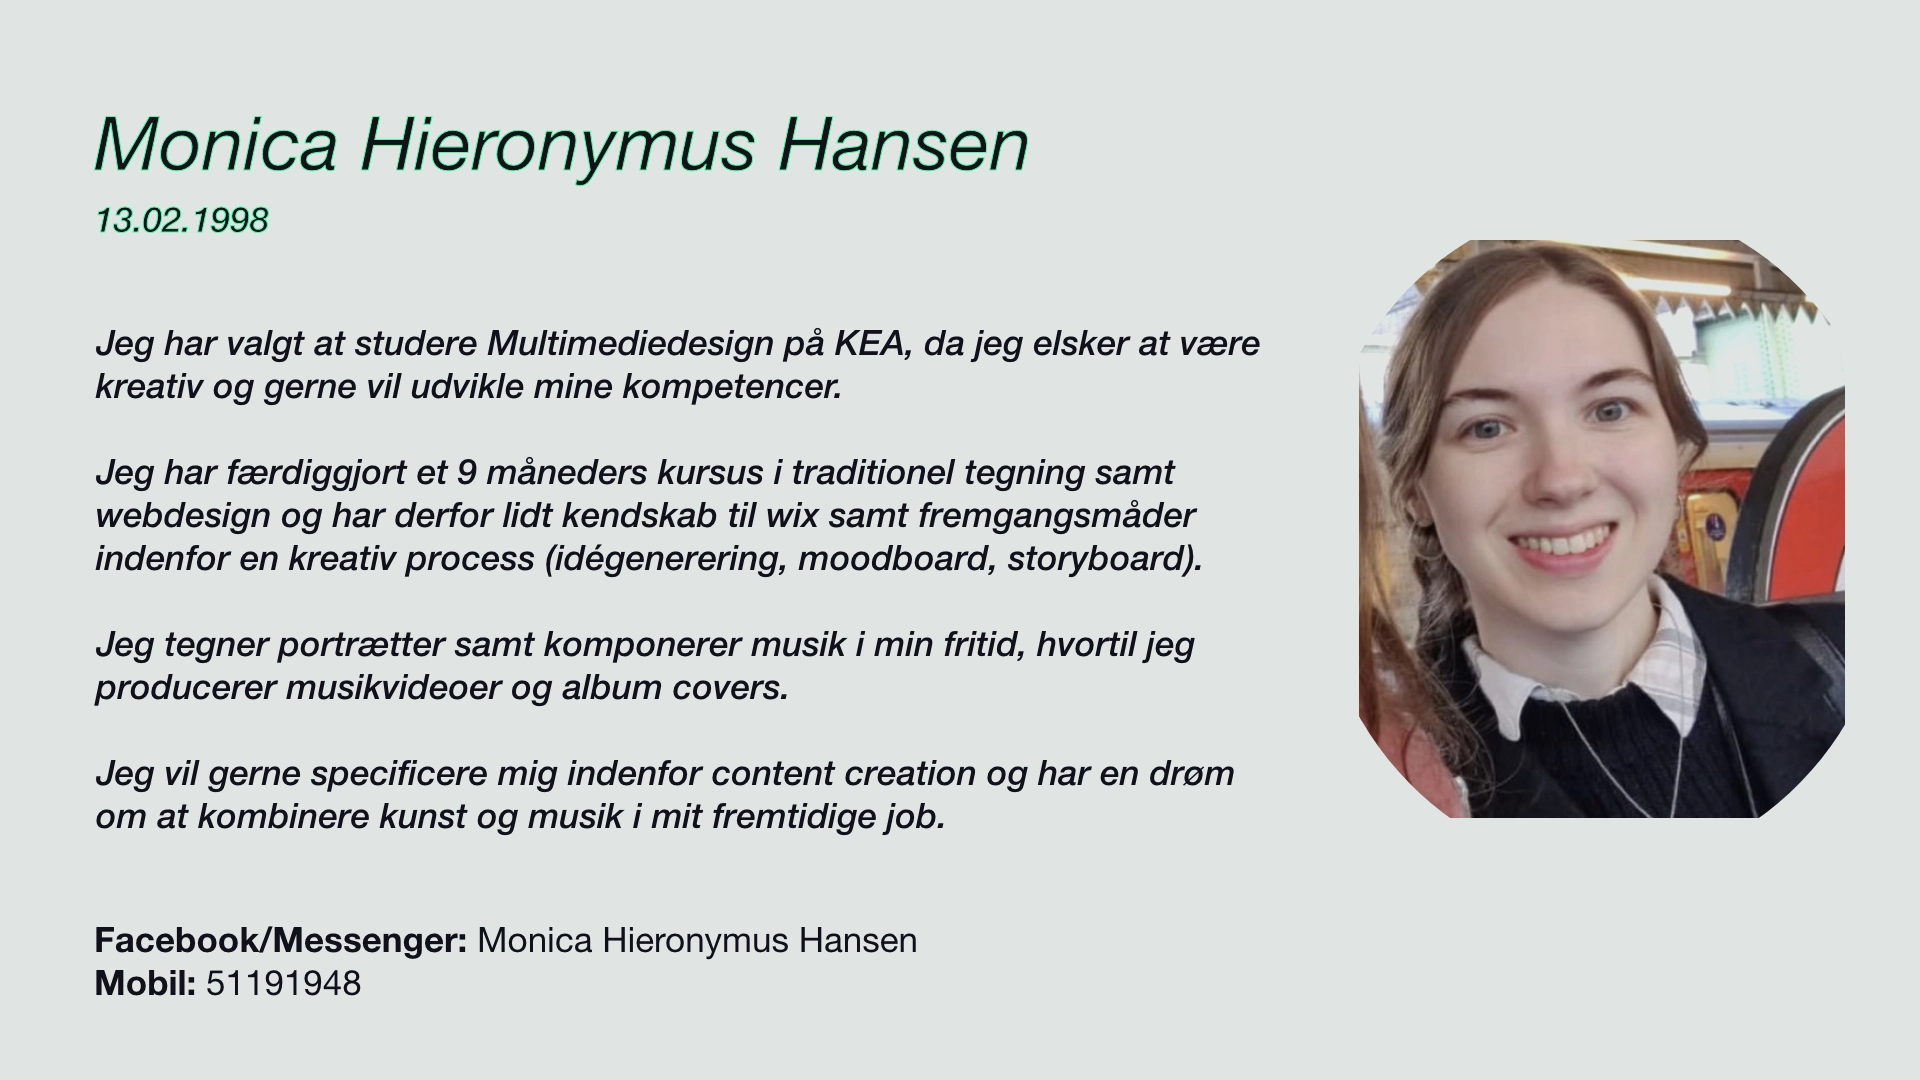 Monica Hieronymus Hansen
13.02.1998
Jeg har valgt at studere Multimediedesign på KEA, da jeg elsker at være
kreativ og gerne vil udvikle mine kompetencer.
Jeg har færdiggjort et 9 måneders kursus i traditionel tegning samt
webdesign og har derfor lidt kendskab til wix samt fremgangsmåder
indenfor en kreativ process (idégenerering, moodboard, storyboard).
Jeg tegner portrætter samt komponerer musik i min fritid, hvortil jeg
producerer musikvideoer og album covers.
Jeg vil gerne specificere mig indenfor content creation og har en drøm
om at kombinere kunst og musik i mit fremtidige job.
Facebook/Messenger: Monica Hieronymus Hansen
Mobil: 51191948